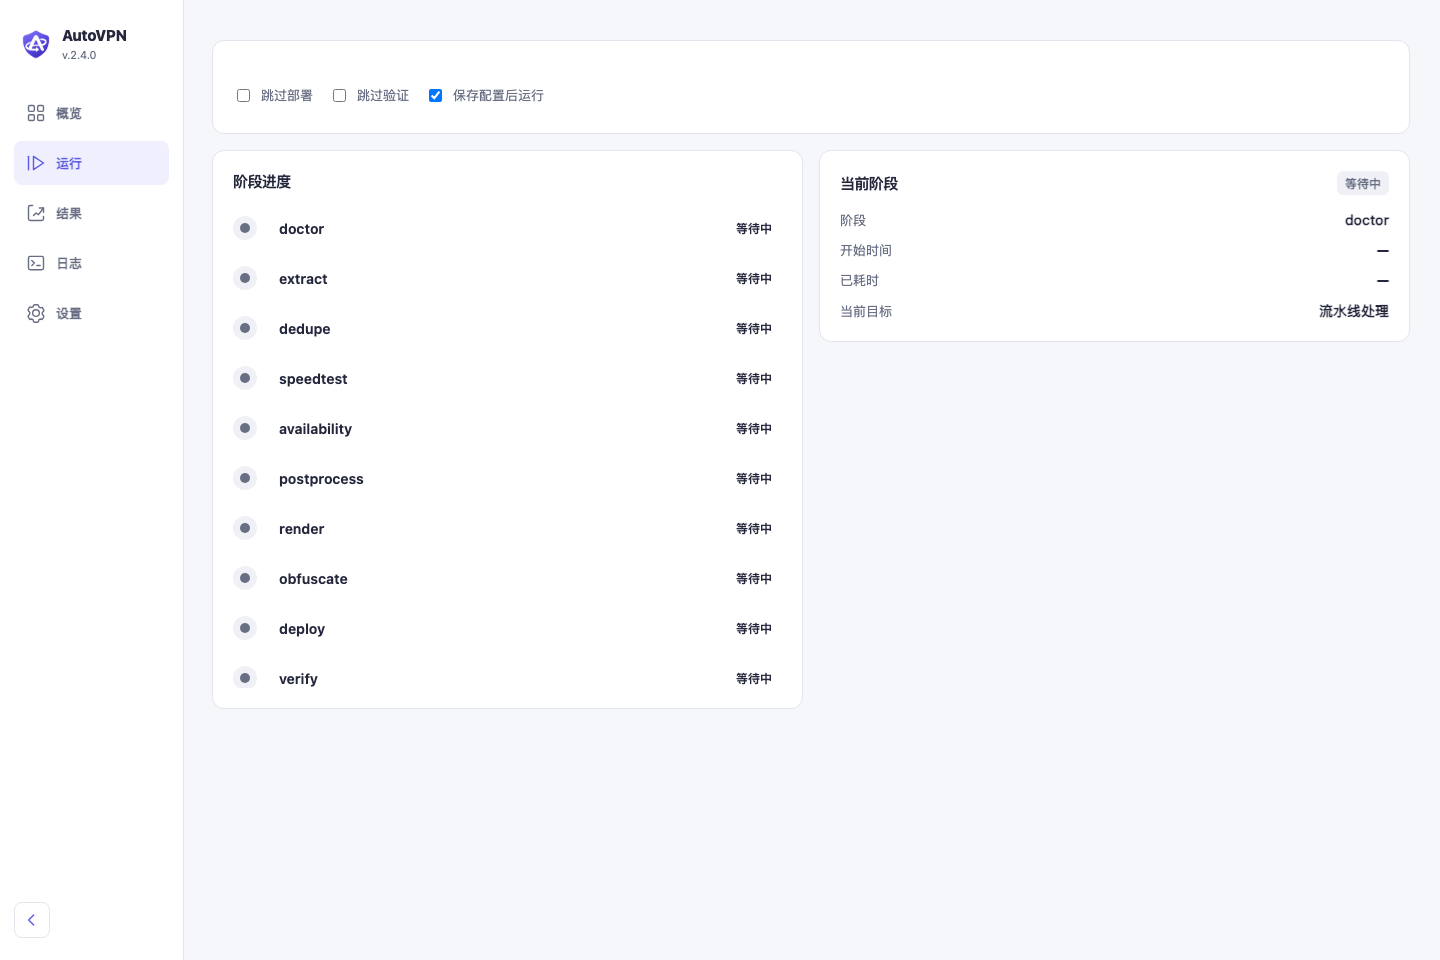 AutoVPN
v.2.4.0
概览
运行
结果
日志
设置
跳过部署 跳过验证 保存配置后运行
阶段进度
doctor 等待中
extract 等待中
dedupe 等待中
speedtest 等待中
availability 等待中
postprocess 等待中
render 等待中
obfuscate 等待中
deploy 等待中
verify 等待中
当前阶段 等待中
阶段 doctor
开始时间 —
已耗时 —
当前目标 流水线处理